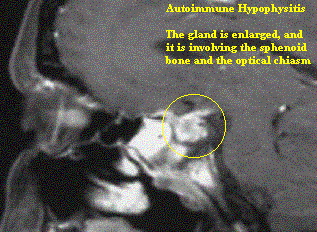 Autoimmune Hypophysitis
The gland is enlarged, and
it is involving the sphenoid
bone and the optical chiasm